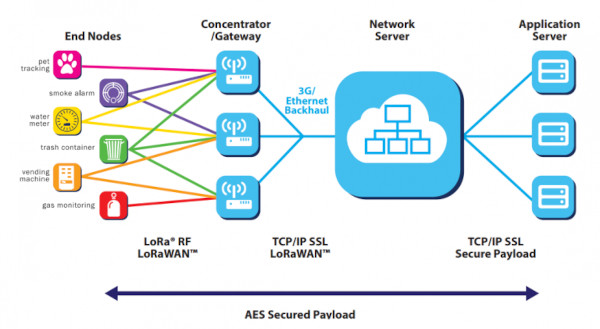 End Nodes
Concentrator
/Gateway
Network
Server
Application
Server
pet
tracking
smoke alarm
water
meter
trash container
vending
machine
gas monitoring
3G/
Ethernet
Backhaul
LoRa® RF
LoRaWAN™
TCP/IP SSL
LoRaWAN™
TCP/IP SSL
Secure Payload
AES Secured Payload